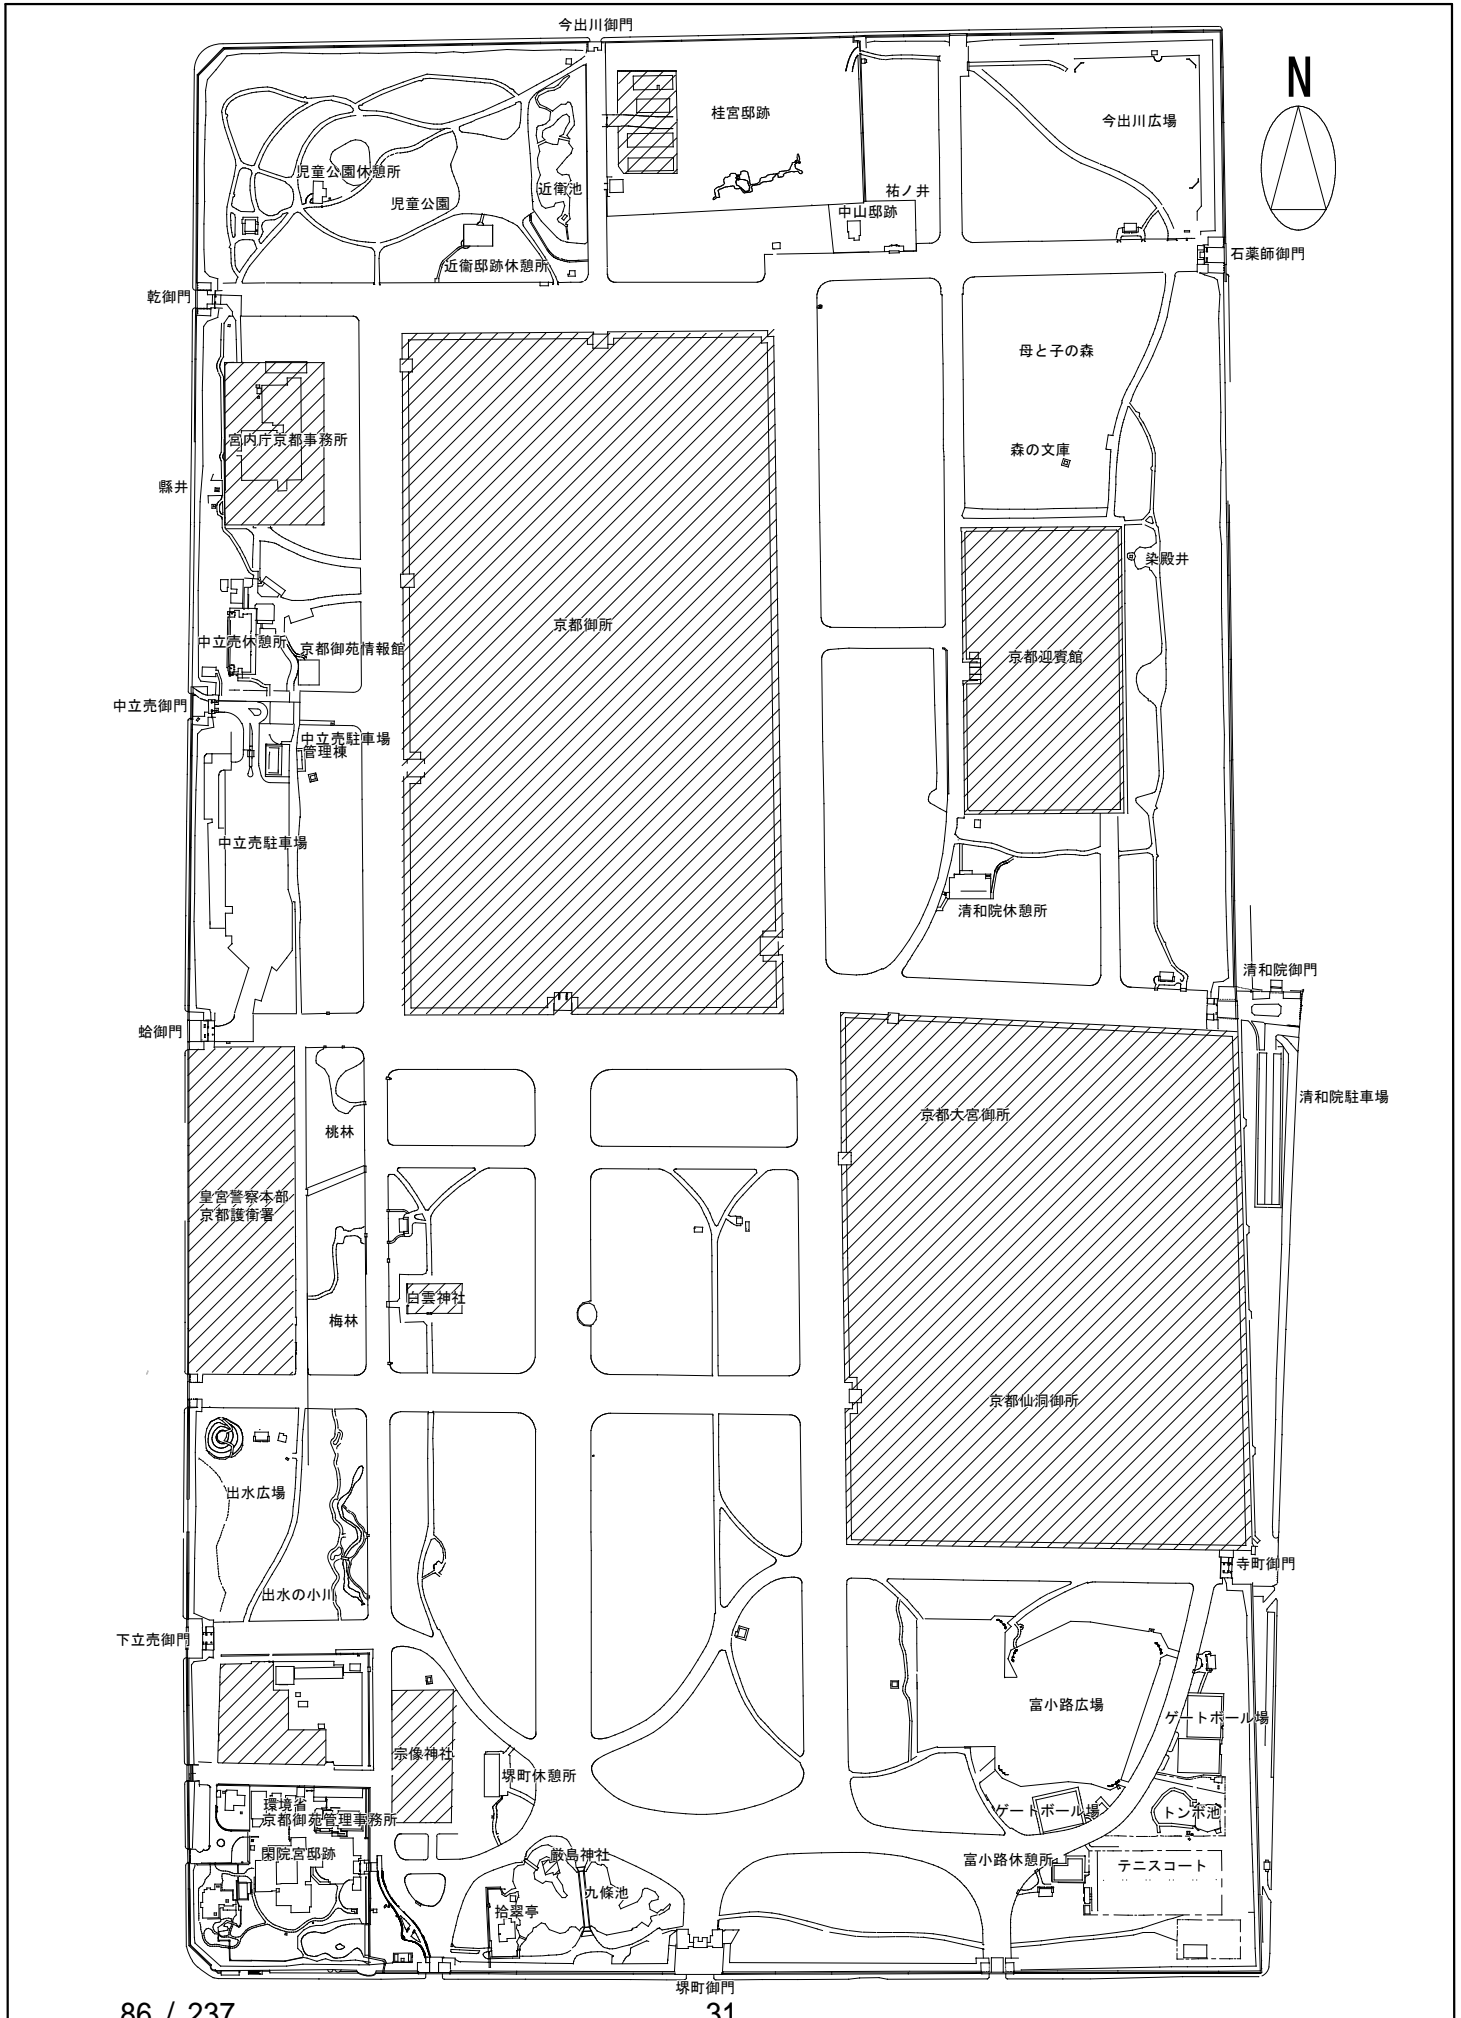 今出川御門
N
桂宮邸跡
今出川広場
児童公園休憩所
児童公園
近衛池
祐ノ井
中山邸跡
石薬師御門
近衞邸跡休憩所
乾御門
母と子の森
宮内庁京都事務所
森の文庫
縣井
染殿井
京都御所
中立売休憩所
京都御苑情報館
京都迎賓館
中立売御門
中立売駐車場
管理棟
中立売駐車場
清和院休憩所
清和院御門
蛤御門
清和院駐車場
京都大宮御所
桃林
皇宮警察本部
京都護衛署
白雲神社
梅林
京都仙洞御所
出水広場
寺町御門
出水の小川
下立売御門
富小路広場
ゲートボール場
宗像神社
堺町休憩所
環境省
京都御苑管理事務所
ゲートボール場
トンボ池
閑院宮邸跡
厳島神社
富小路休憩所
テニスコート
九條池
拾翠亭
堺町御門
86 / 237
31